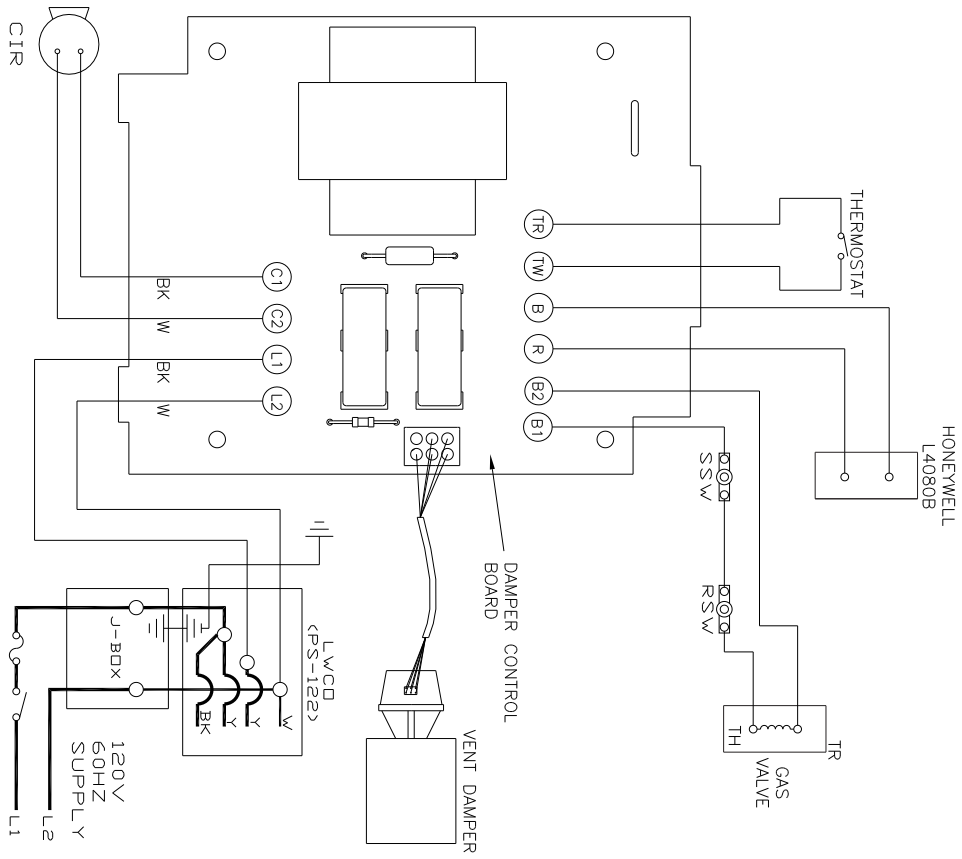 CIR
BK
W
BK
W
C1
C2
L1
L2
TR
TW
B
R
B2
B1
THERMOSTAT
HONEYWELL
L4080B
SSW
RSW
DAMPER CONTROL
BOARD
VENT DAMPER
GAS
VALVE
TR
TH
LWCO
<PS-122>
J-BOX
BK
Y
Y
W
120V
60HZ
SUPPLY
L1
L2